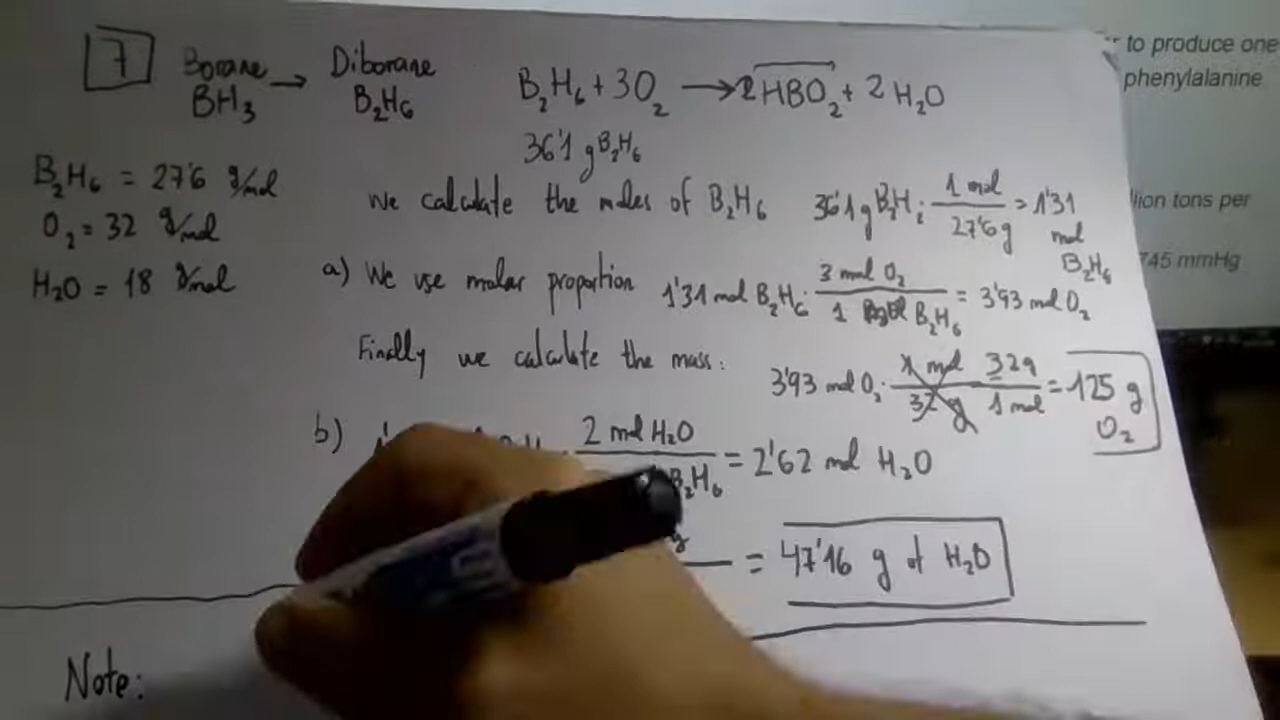 7 Borane → Diborane
BH3 B2H6 B2H6 + 3O2 → 2HBO2 + 2H2O
36'1 g B2H6
B2H6 = 27'6 g/mol
O2 = 32 g/mol
H2O = 18 g/mol
We calculate the moles of B2H6 36'1 g B2H6 · 1 mol / 27'6 g = 1'31 mol B2H6
a) We use molar proportion 1'31 mol B2H6 · 3 mol O2 / 1 B2H6 = 3'93 mol O2
Finally we calculate the mass: 3'93 mol O2 · 1 mol / 32 g 32g / 1 mol = 125 g O2
b) 2 mol H2O / B2H6 = 2'62 mol H2O
g = 47'16 g of H2O
Note:
to produce one
phenylalanine
lion tons per
745 mmHg